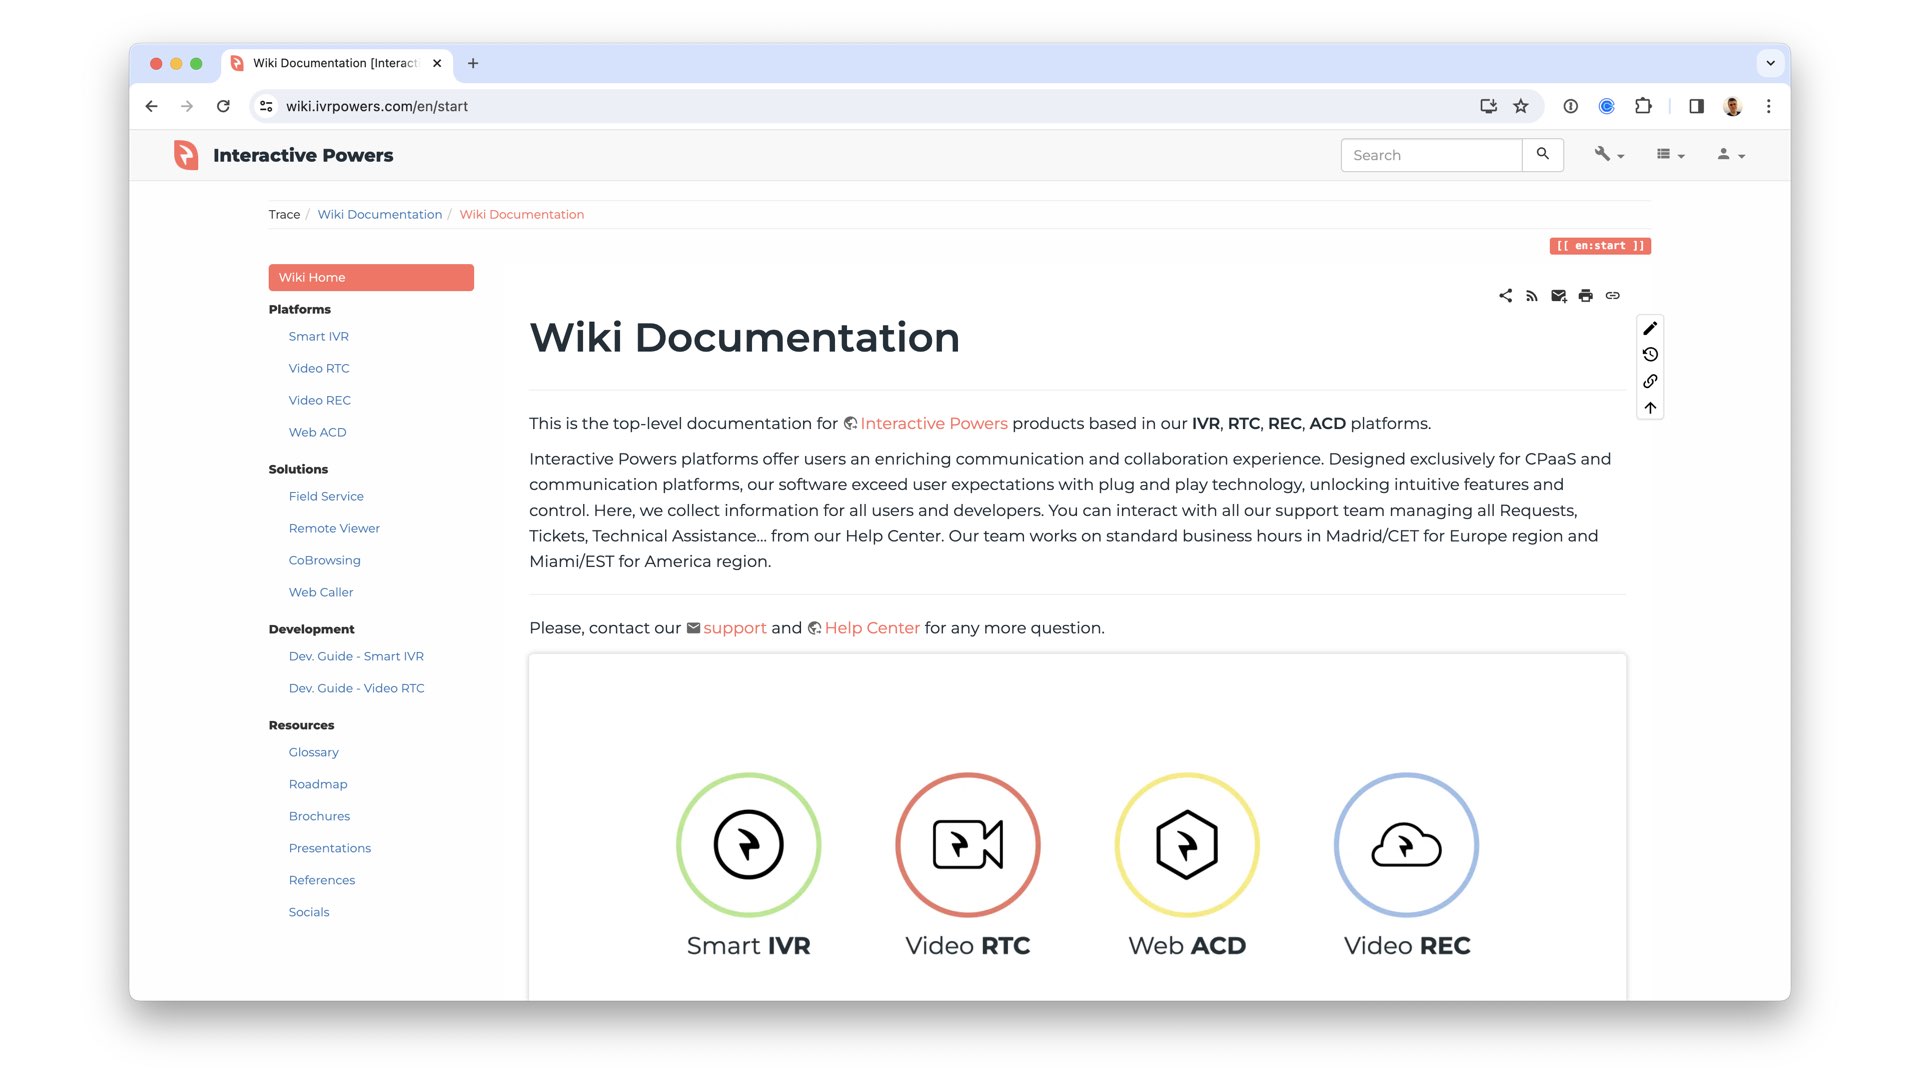 Wiki Documentation [Interact
wiki.ivrpowers.com/en/start
Interactive Powers
Search
Trace / Wiki Documentation / Wiki Documentation
[[ en:start ]]
Wiki Home
Platforms
Smart IVR
Video RTC
Video REC
Web ACD
Solutions
Field Service
Remote Viewer
CoBrowsing
Web Caller
Development
Dev. Guide - Smart IVR
Dev. Guide - Video RTC
Resources
Glossary
Roadmap
Brochures
Presentations
References
Socials
Wiki Documentation
This is the top-level documentation for Interactive Powers products based in our IVR, RTC, REC, ACD platforms.
Interactive Powers platforms offer users an enriching communication and collaboration experience. Designed exclusively for CPaaS and
communication platforms, our software exceed user expectations with plug and play technology, unlocking intuitive features and
control. Here, we collect information for all users and developers. You can interact with all our support team managing all Requests,
Tickets, Technical Assistance... from our Help Center. Our team works on standard business hours in Madrid/CET for Europe region and
Miami/EST for America region.
Please, contact our support and Help Center for any more question.
Smart IVR
Video RTC
Web ACD
Video REC